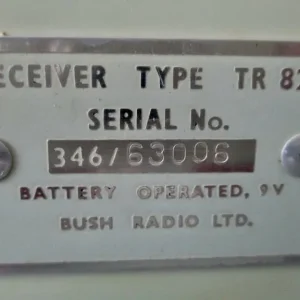 ECEIVER TYPE TR 82
SERIAL No.
346/63006
BATTERY OPERATED, 9V
BUSH RADIO LTD.